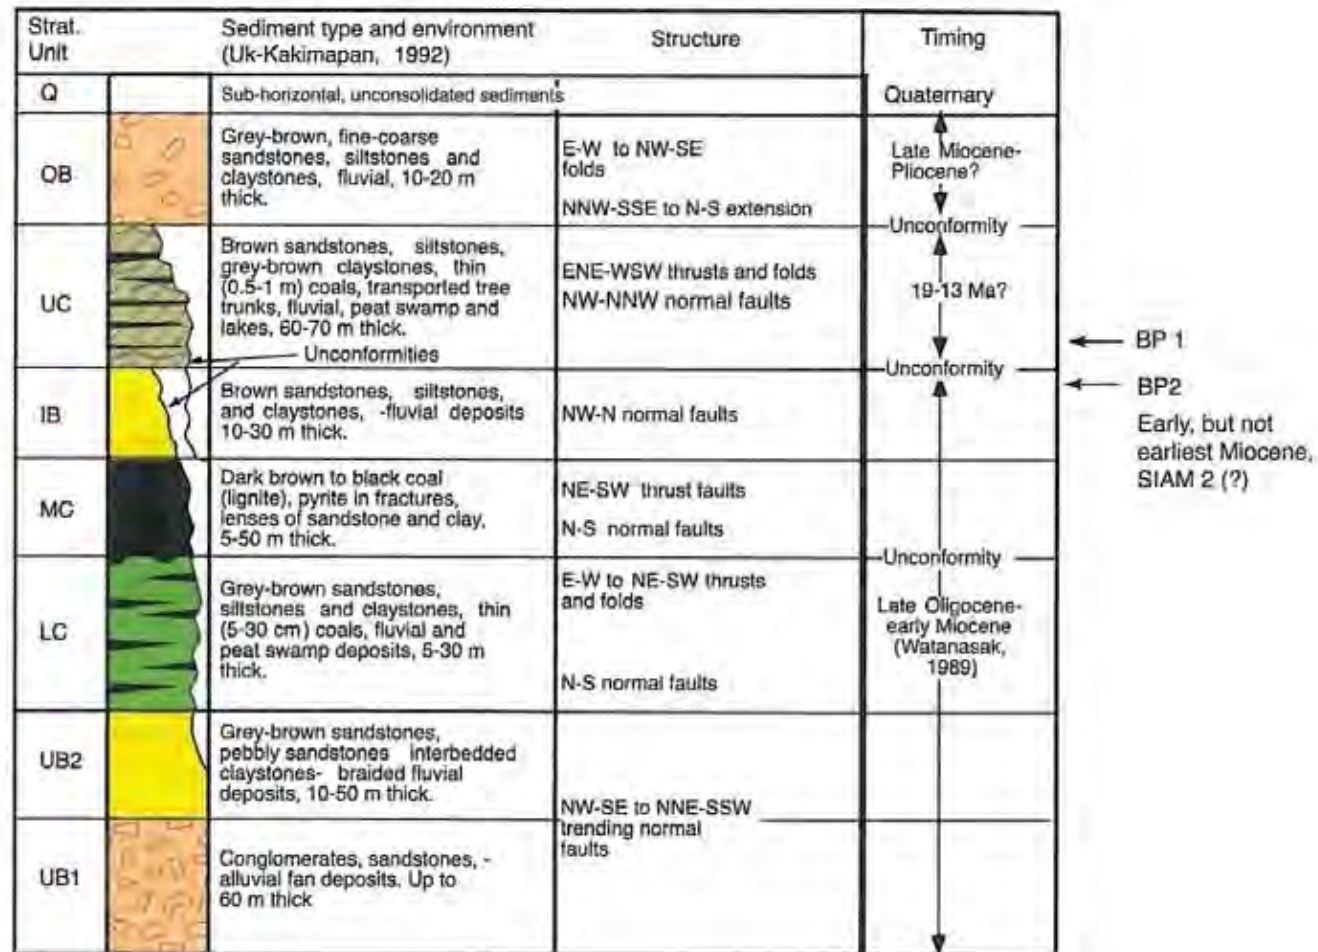 Strat.
Unit
Sediment type and environment
(Uk-Kakimapan, 1992)
Structure
Timing
Q
Sub-horizontal, unconsolidated sediments
Quaternary
OB
Grey-brown, fine-coarse
sandstones, siltstones and
claystones, fluvial, 10-20 m
thick.
E-W to NW-SE
folds
NNW-SSE to N-S extension
Late Miocene-
Pliocene?
Unconformity
UC
Brown sandstones, siltstones,
grey-brown claystones, thin
(0.5-1 m) coals, transported tree
trunks, fluvial, peat swamp and
lakes, 60-70 m thick.
Unconformities
ENE-WSW thrusts and folds
NW-NNW normal faults
19-13 Ma?
Unconformity
BP 1
BP2
Early, but not
earliest Miocene,
SIAM 2 (?)
IB
Brown sandstones, siltstones,
and claystones, -fluvial deposits
10-30 m thick.
NW-N normal faults
MC
Dark brown to black coal
(lignite), pyrite in fractures,
lenses of sandstone and clay,
5-50 m thick.
NE-SW thrust faults
N-S normal faults
Unconformity
LC
Grey-brown sandstones,
siltstones and claystones, thin
(5-30 cm) coals, fluvial and
peat swamp deposits, 5-30 m
thick.
E-W to NE-SW thrusts
and folds
N-S normal faults
Late Oligocene-
early Miocene
(Watanasak,
1989)
UB2
Grey-brown sandstones,
pebbly sandstones interbedded
claystones- braided fluvial
deposits, 10-50 m thick.
NW-SE to NNE-SSW
trending normal
faults
UB1
Conglomerates, sandstones, -
alluvial fan deposits. Up to
60 m thick